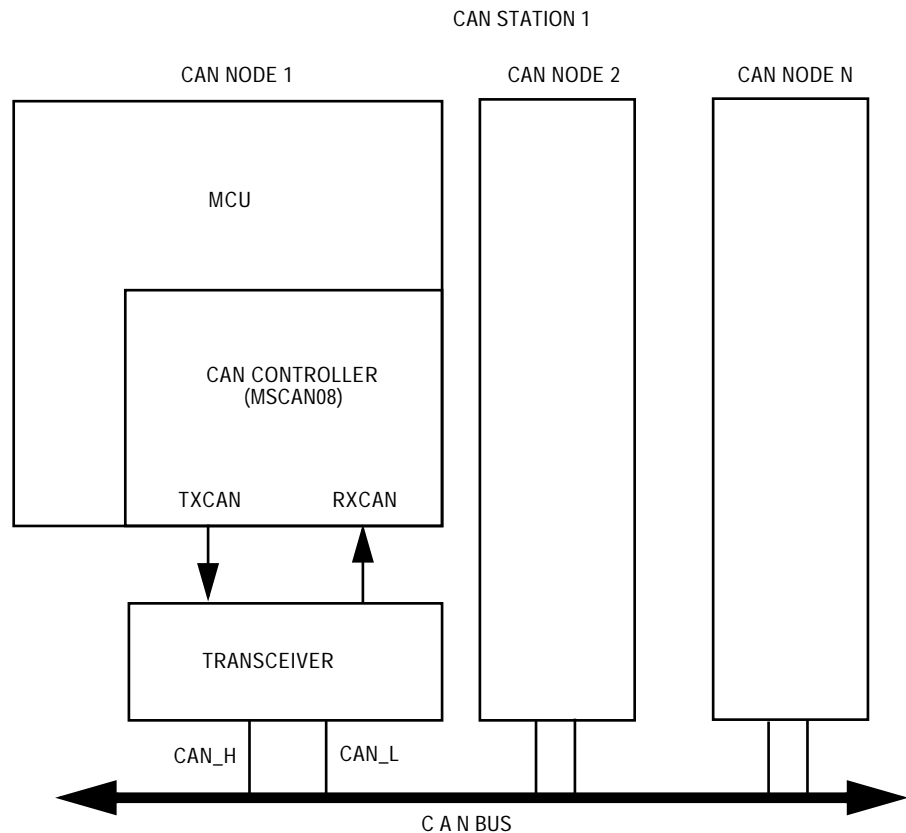 CAN STATION 1
CAN NODE 1
CAN NODE 2
CAN NODE N
MCU
CAN CONTROLLER
(MSCAN08)
TXCAN
RXCAN
TRANSCEIVER
CAN_H
CAN_L
C A N BUS